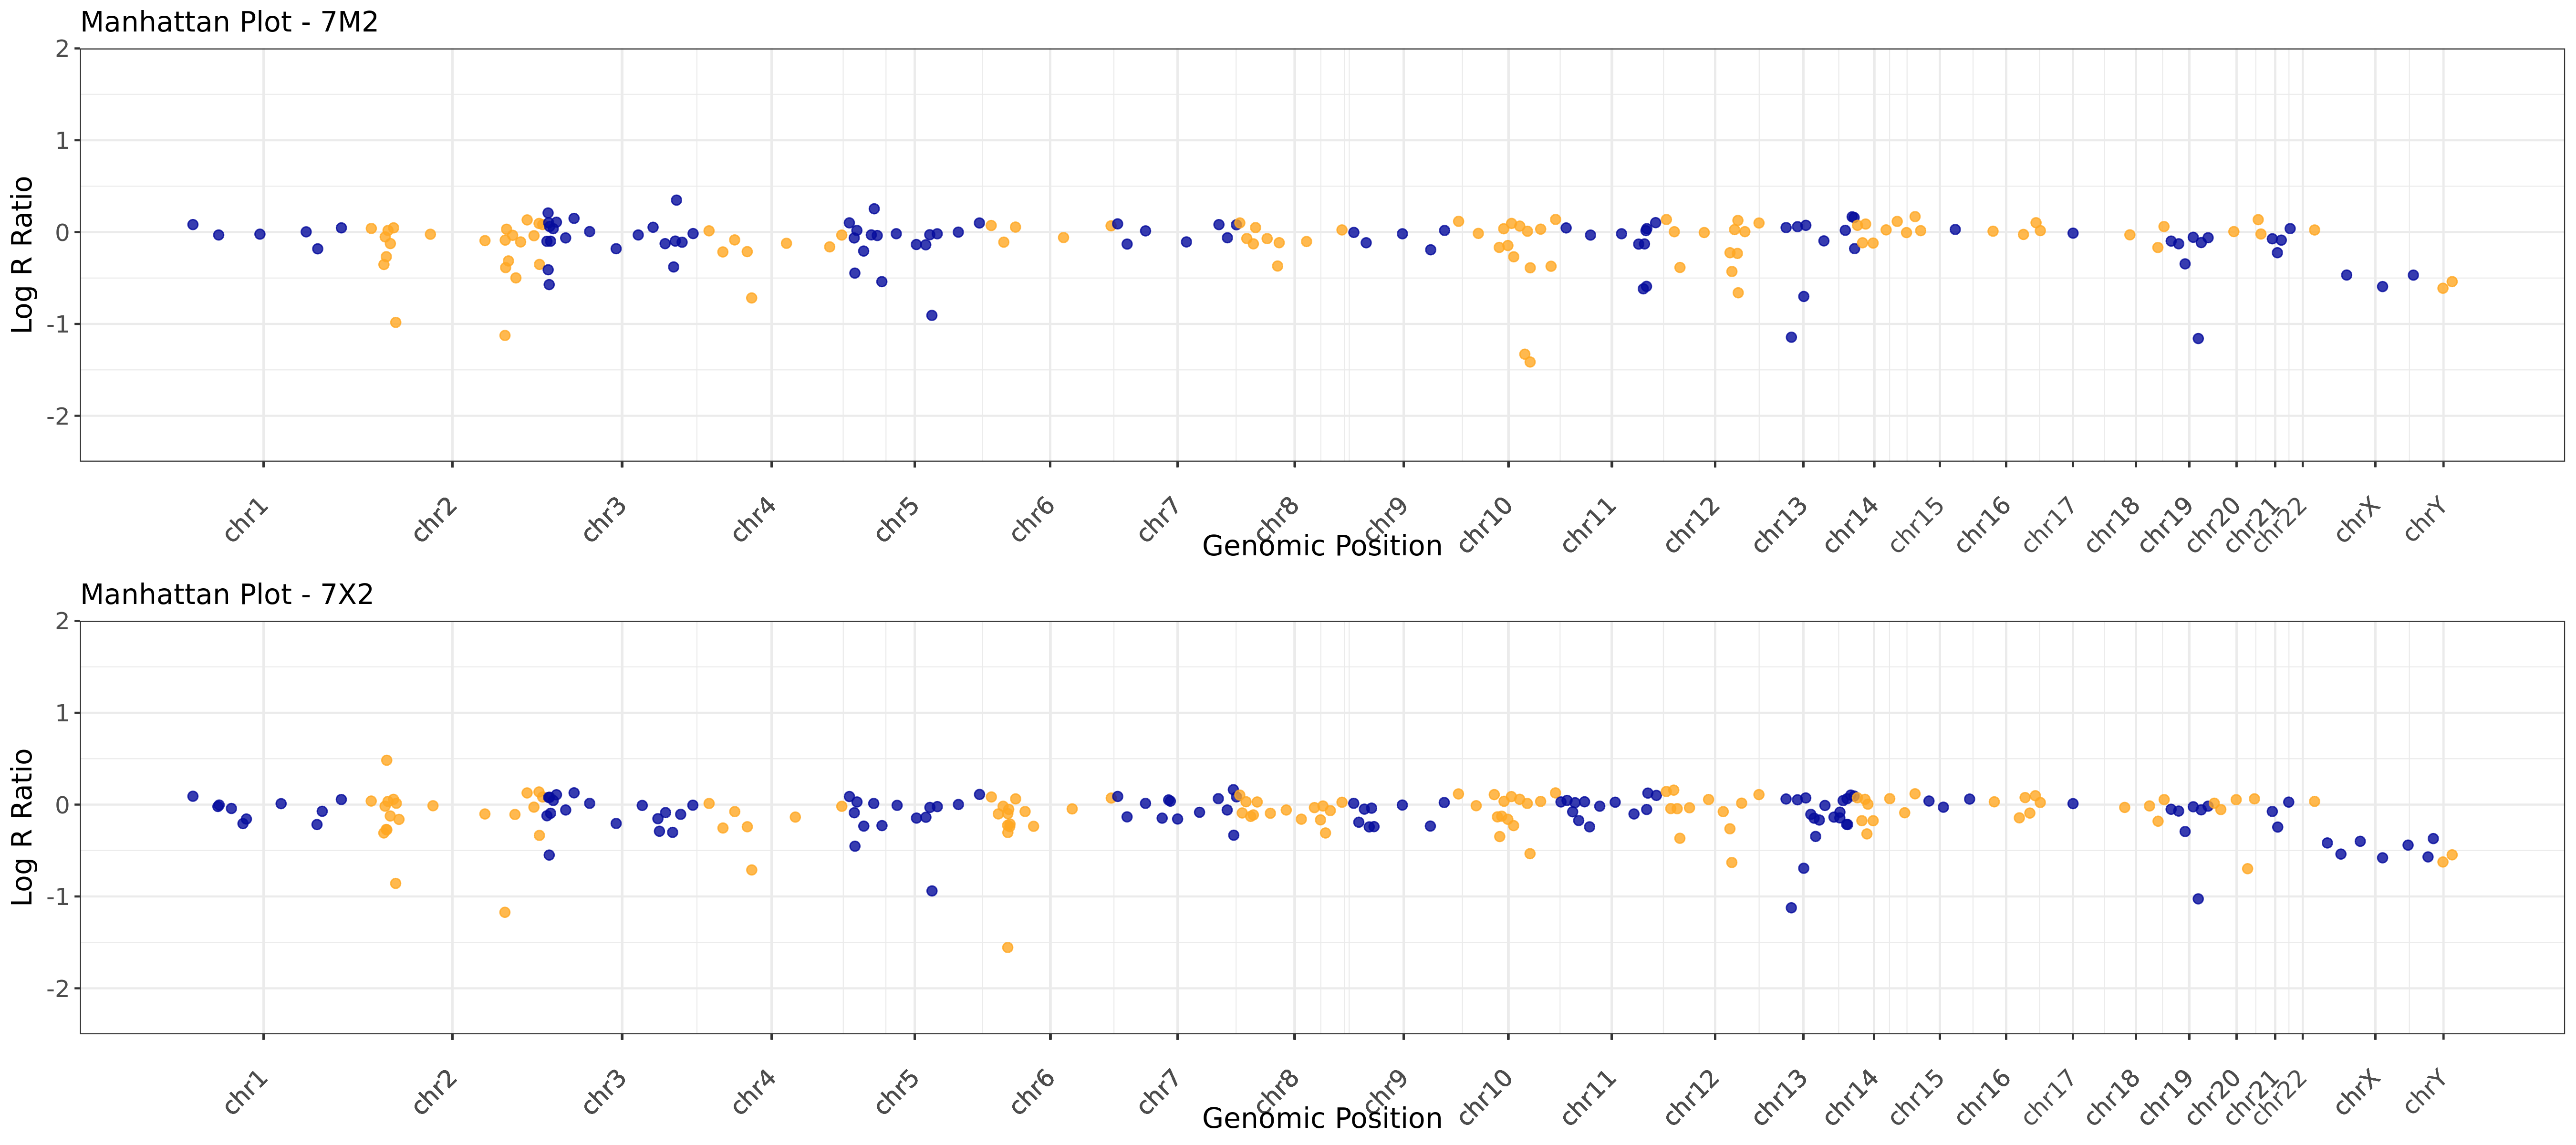 Manhattan Plot - 7M2
2
1
0
-1
-2
Log R Ratio
chr1 chr2 chr3 chr4 chr5 chr6 chr7 chr8 chr9 chr10 chr11 chr12 chr13 chr14 chr15 chr16 chr17 chr18 chr19 chr20 chr21 chr22 chrX chrY
Genomic Position
Manhattan Plot - 7X2
2
1
0
-1
-2
Log R Ratio
chr1 chr2 chr3 chr4 chr5 chr6 chr7 chr8 chr9 chr10 chr11 chr12 chr13 chr14 chr15 chr16 chr17 chr18 chr19 chr20 chr21 chr22 chrX chrY
Genomic Position